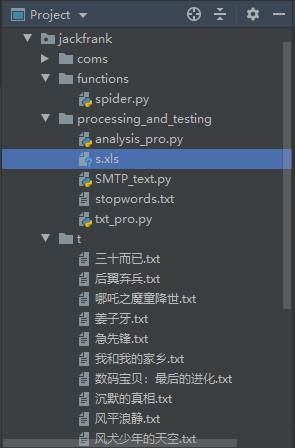 Project
jackfrank
coms
functions
spider.py
processing_and_testing
analysis_pro.py
s.xls
SMTP_text.py
stopwords.txt
txt_pro.py
t
三十而已.txt
后翼弃兵.txt
哪吒之魔童降世.txt
姜子牙.txt
急先锋.txt
我和我的家乡.txt
数码宝贝：最后的进化.txt
沉默的真相.txt
风平浪静.txt
风犬少年的天空.txt